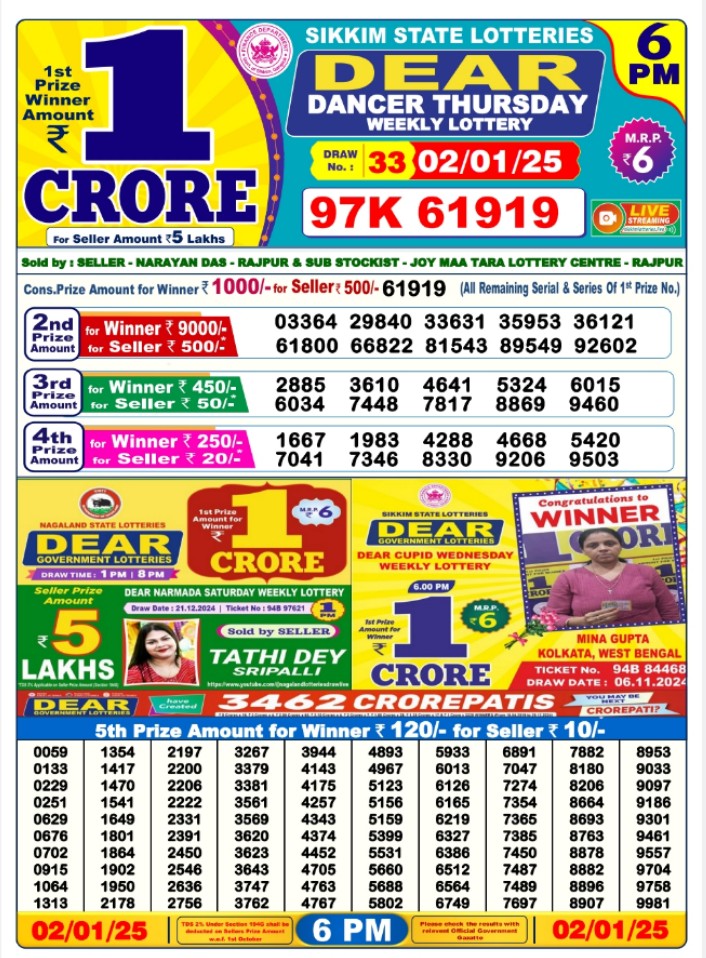 1st
Prize
Winner
Amount
₹
1
CRORE
For Seller Amount ₹5 Lakhs
SIKKIM STATE LOTTERIES
DEAR
DANCER THURSDAY
WEEKLY LOTTERY
6
PM
M.R.P.
₹6
DRAW
No. :
33 02/01/25
97K 61919
LIVE
STREAMING
Sold by : SELLER - NARAYAN DAS - RAJPUR & SUB STOCKIST - JOY MAA TARA LOTTERY CENTRE - RAJPUR
Cons.Prize Amount for Winner ₹ 1000/- for Seller ₹ 500/- 61919 (All Remaining Serial & Series Of 1st Prize No.)
2nd
Prize
Amount
for Winner ₹ 9000/-
for Seller ₹ 500/-*
03364 29840 33631 35953 36121
61800 66822 81543 89549 92602
3rd
Prize
Amount
for Winner ₹ 450/-
for Seller ₹ 50/-*
2885 3610 4641 5324 6015
6034 7448 7817 8869 9460
4th
Prize
Amount
for Winner ₹ 250/-
for Seller ₹ 20/-*
1667 1983 4288 4668 5420
7041 7346 8330 9206 9503
NAGALAND STATE LOTTERIES
DEAR
GOVERNMENT LOTTERIES
DRAW TIME : 1 PM | 8 PM
1st Prize
Amount for
Winner
₹
1
CRORE
M.R.P.
₹ 6
Seller Prize
Amount
₹ 5
LAKHS
DEAR NARMADA SATURDAY WEEKLY LOTTERY
Draw Date : 21.12.2024 | Ticket No : 94B 97621
1
PM
Sold by SELLER
TATHI DEY
SRIPALLI
SIKKIM STATE LOTTERIES
DEAR
GOVERNMENT LOTTERIES
DEAR CUPID WEDNESDAY
WEEKLY LOTTERY
6.00 PM
1st Prize
Amount for
Winner
₹
1
CRORE
M.R.P.
₹6
Congratulations to
WINNER
MINA GUPTA
KOLKATA, WEST BENGAL
TICKET No. 94B 84468
DRAW DATE : 06.11.2024
DEAR
GOVERNMENT LOTTERIES
have
Created
3462 CROREPATIS
YOU MAY BE
NEXT
CROREPATI?
5th Prize Amount for Winner ₹ 120/- for Seller ₹ 10/-
0059 1354 2197 3267 3944 4893 5933 6891 7882 8953
0133 1417 2200 3379 4143 4967 6013 7047 8180 9033
0229 1470 2206 3381 4175 5123 6126 7274 8206 9097
0251 1541 2222 3561 4257 5156 6165 7354 8664 9186
0629 1649 2331 3569 4343 5159 6219 7365 8693 9301
0676 1801 2391 3620 4374 5399 6327 7385 8763 9461
0702 1864 2450 3623 4452 5531 6386 7450 8878 9557
0915 1902 2546 3643 4705 5660 6512 7487 8882 9704
1064 1950 2636 3747 4763 5688 6564 7489 8896 9758
1313 2178 2756 3762 4767 5802 6749 7697 8907 9981
02/01/25
TDS 2% Under Section 194G shall be
deducted on Sellers Prize Amount
w.e.f. 1st October
6 PM
Please check the results with
relevant Official Government
Gazette
02/01/25